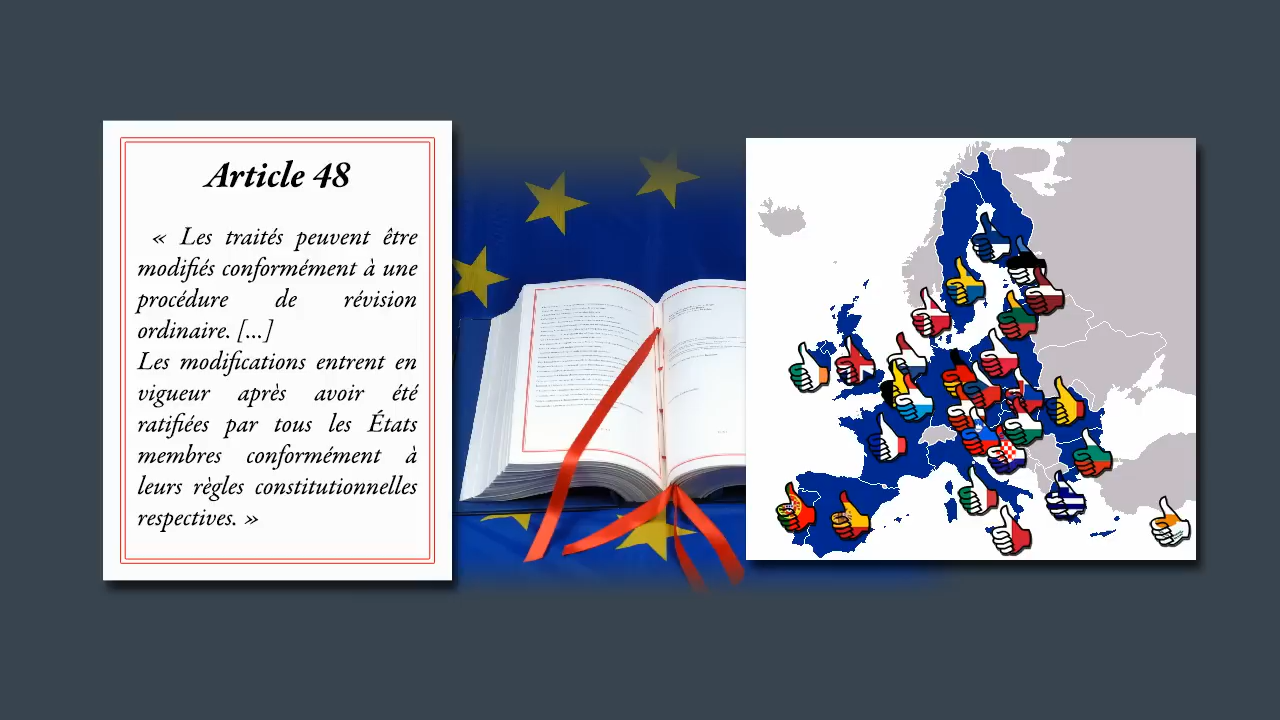 Article 48
« Les traités peuvent être
modifiés conformément à une
procédure de révision
ordinaire. [...]
Les modifications entrent en
vigueur après avoir été
ratifiées par tous les États
membres conformément à
leurs règles constitutionnelles
respectives. »